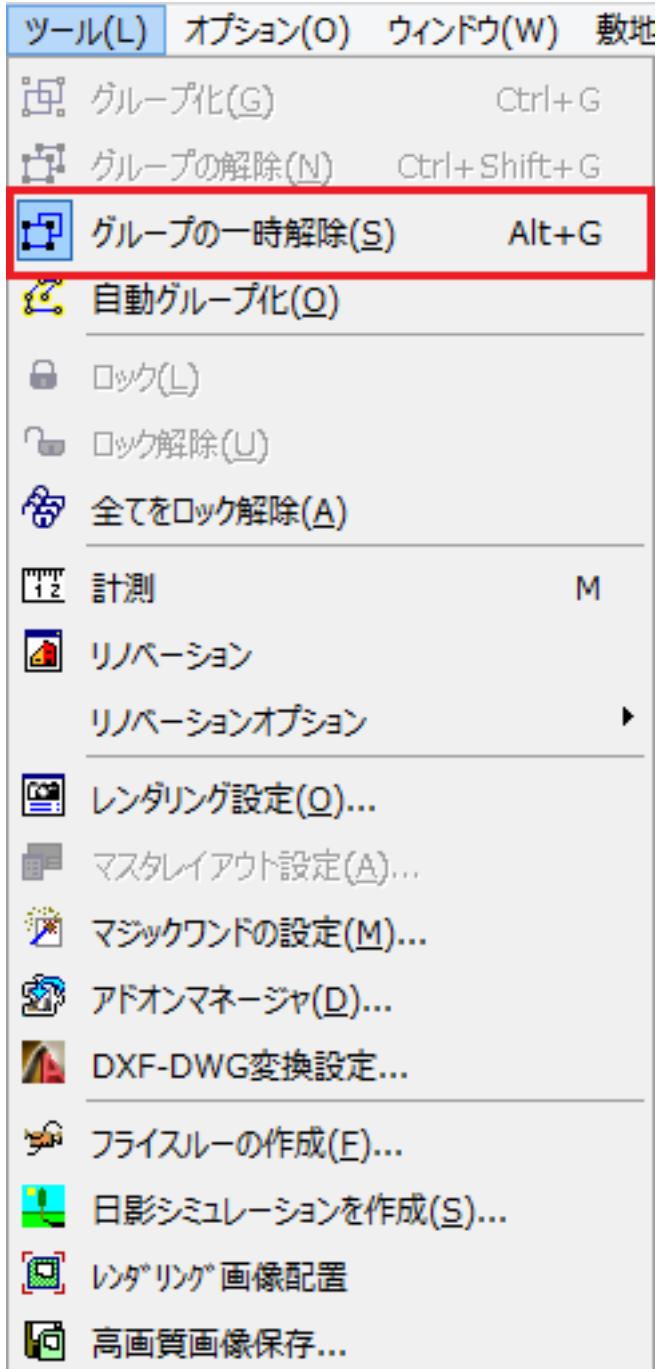 ツール(L) オプション(O) ウィンドウ(W) 敷地
グループ化(G) Ctrl+G
グループの解除(N) Ctrl+Shift+G
グループの一時解除(S) Alt+G
自動グループ化(O)
ロック(L)
ロック解除(U)
全てをロック解除(A)
計測 M
リノベーション
リノベーションオプション
レンダリング設定(O)...
マスタレイアウト設定(A)...
マジックワンドの設定(M)...
アドオンマネージャ(D)...
DXF-DWG変換設定...
フライスルーの作成(F)...
日影シミュレーションを作成(S)...
ﾚﾝﾀﾞﾘﾝｸﾞ画像配置
高画質画像保存...